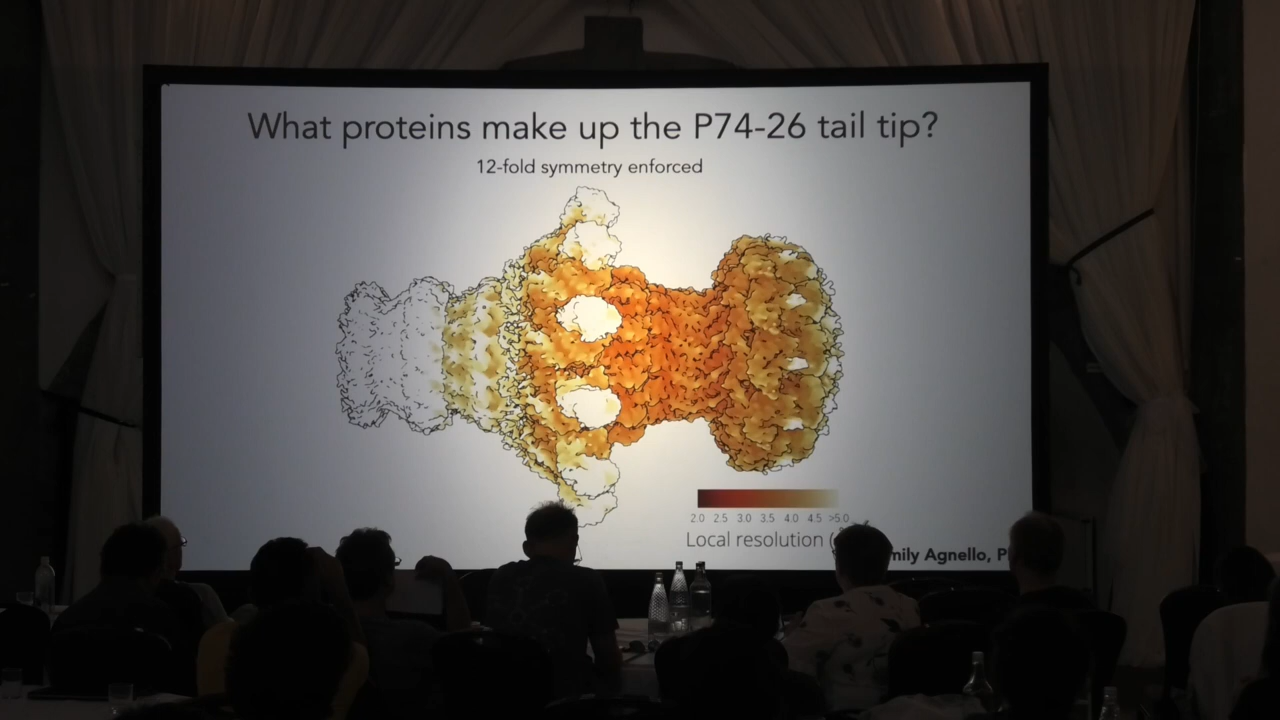 What proteins make up the P74-26 tail tip?
12-fold symmetry enforced
2.0 2.5 3.0 3.5 4.0 4.5 >5.0
Local resolution (
Agnello,